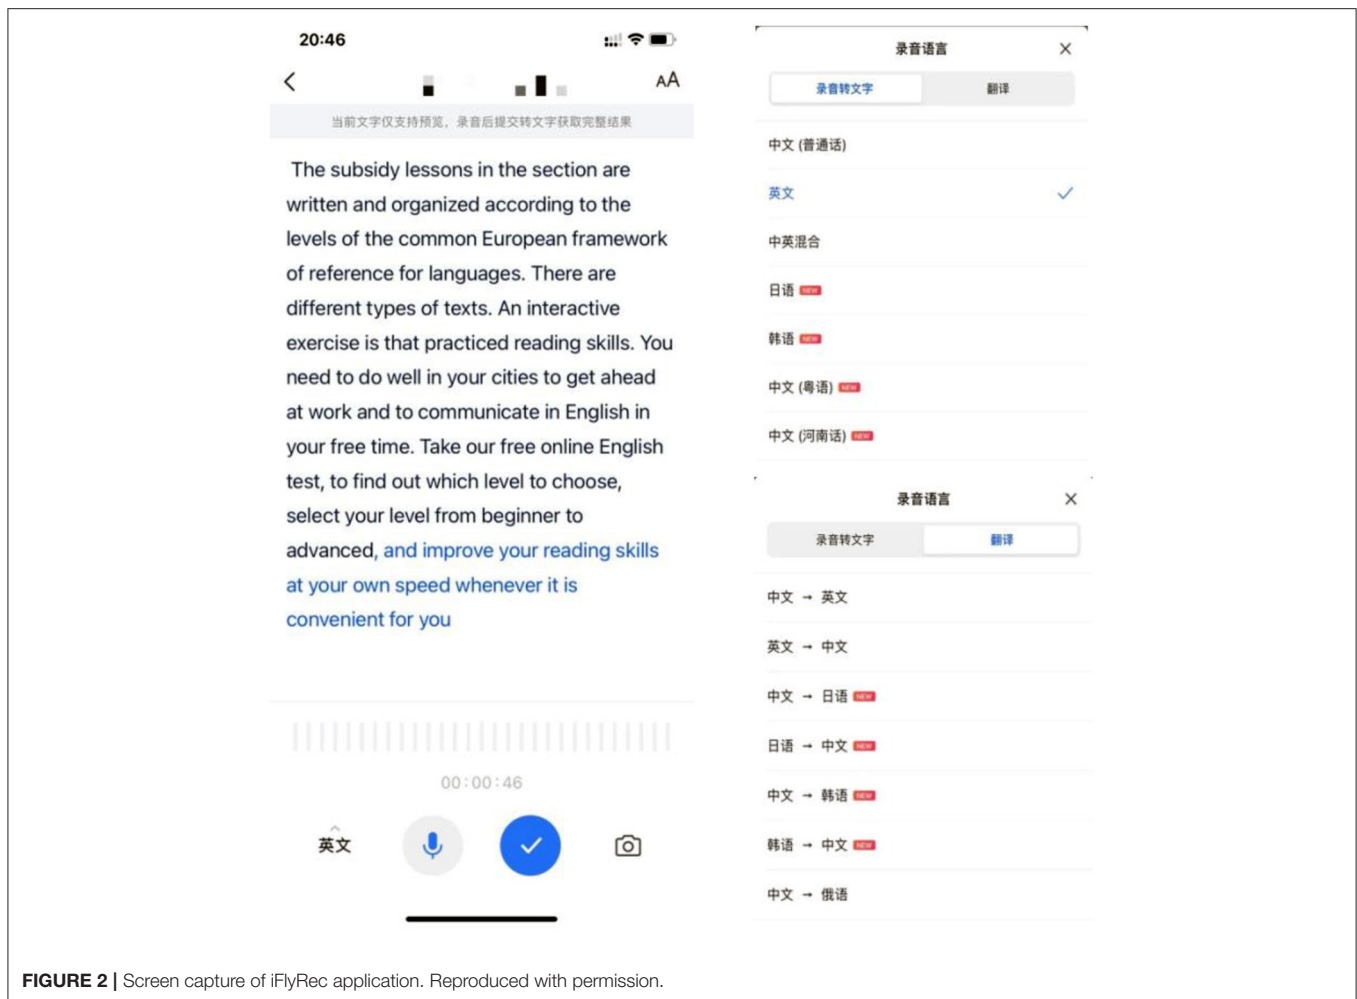 20:46
AA
当前文字仅支持预览，录音后提交转文字获取完整结果
The subsidy lessons in the section are
written and organized according to the
levels of the common European framework
of reference for languages. There are
different types of texts. An interactive
exercise is that practiced reading skills. You
need to do well in your cities to get ahead
at work and to communicate in English in
your free time. Take our free online English
test, to find out which level to choose,
select your level from beginner to
advanced, and improve your reading skills
at your own speed whenever it is
convenient for you
00:00:46
英文
录音语言
录音转文字 翻译
中文 (普通话)
英文
中英混合
日语 NEW
韩语 NEW
中文 (粤语) NEW
中文 (河南话) NEW
录音语言
录音转文字 翻译
中文 → 英文
英文 → 中文
中文 → 日语 NEW
日语 → 中文 NEW
中文 → 韩语 NEW
韩语 → 中文 NEW
中文 → 俄语
FIGURE 2 | Screen capture of iFlyRec application. Reproduced with permission.